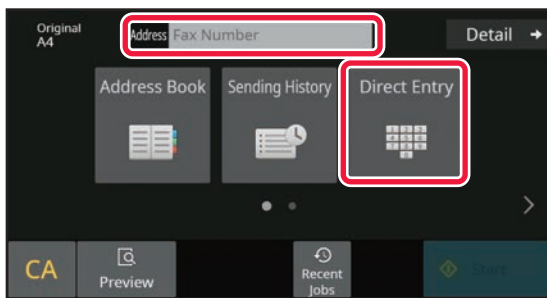 Original
A4
Address Fax Number
Detail
Address Book
Sending History
Direct Entry
CA
Preview
Recent
Jobs
Start